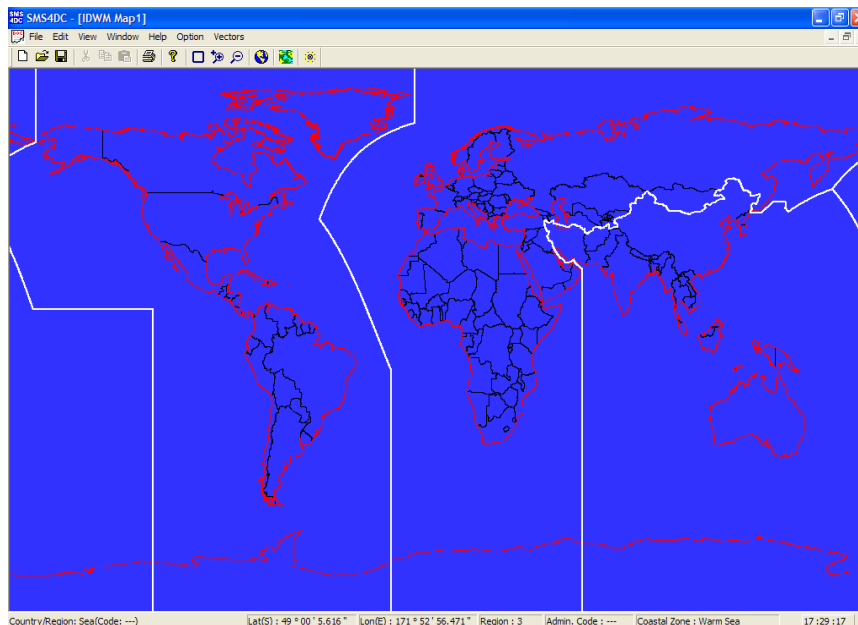 SMS4DC - [IDWM Map1]
File Edit View Window Help Option Vectors
Country/Region: Sea(Code: ---) Lat(S) : 49 ° 00 ' 5.616 " Lon(E) : 171 ° 52 ' 56.471 " Region : 3 Admin. Code : --- Coastal Zone : Warm Sea 17 :29 :17